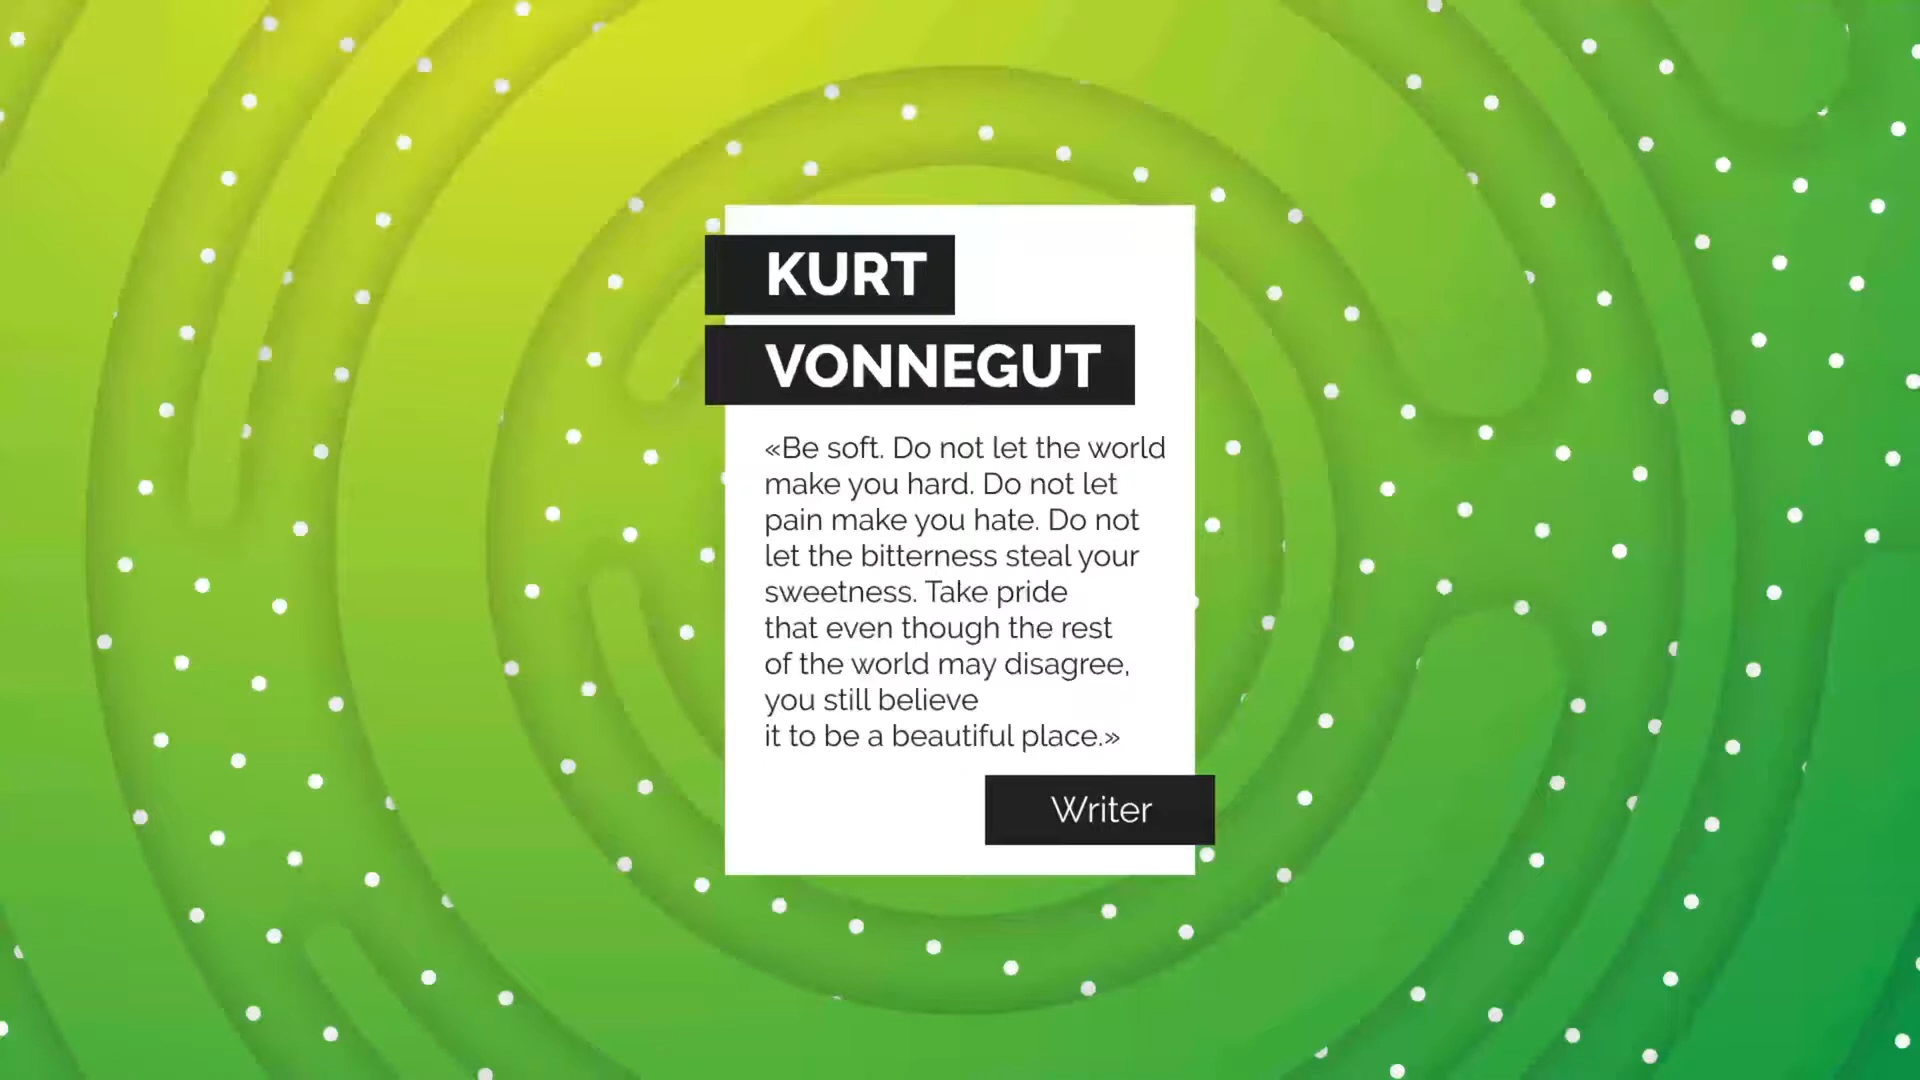 KURT
VONNEGUT
«Be soft. Do not let the world
make you hard. Do not let
pain make you hate. Do not
let the bitterness steal your
sweetness. Take pride
that even though the rest
of the world may disagree,
you still believe
it to be a beautiful place.»
Writer